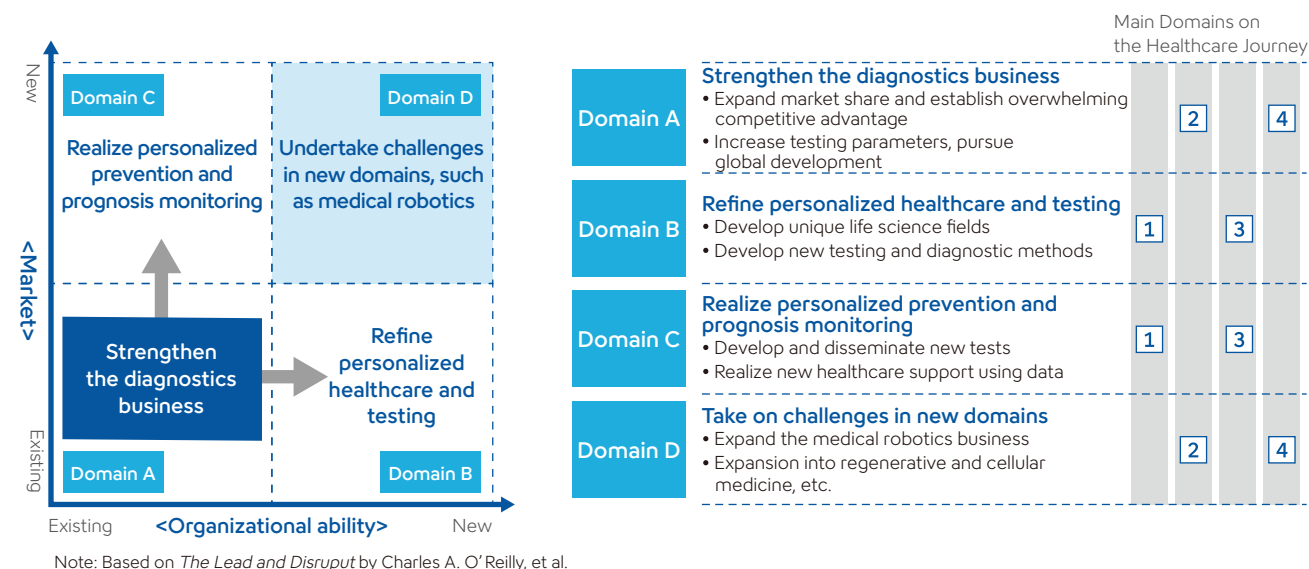 New
Domain C
Domain D
Realize personalized
prevention and
prognosis monitoring
Undertake challenges
in new domains, such
as medical robotics
<Market>
Strengthen
the diagnostics
business
Refine
personalized
healthcare and
testing
Existing
Domain A
Domain B
Existing
<Organizational ability>
New
Note: Based on The Lead and Disruput by Charles A. O’Reilly, et al.
Main Domains on
the Healthcare Journey
Domain A
Strengthen the diagnostics business
• Expand market share and establish overwhelming
competitive advantage
• Increase testing parameters, pursue
global development
2
4
Domain B
Refine personalized healthcare and testing
• Develop unique life science fields
• Develop new testing and diagnostic methods
1
3
Domain C
Realize personalized prevention and
prognosis monitoring
• Develop and disseminate new tests
• Realize new healthcare support using data
1
3
Domain D
Take on challenges in new domains
• Expand the medical robotics business
• Expansion into regenerative and cellular
medicine, etc.
2
4